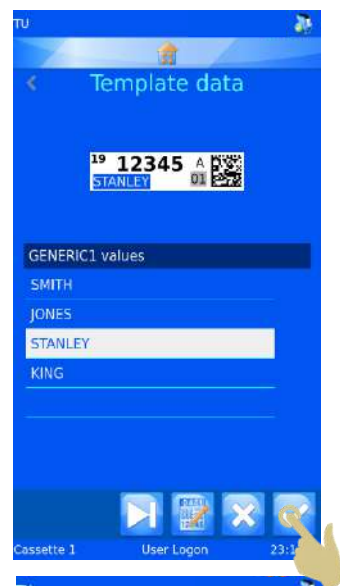 TU
Template data
19 12345 A
STANLEY 01
GENERIC1 values
SMITH
JONES
STANLEY
KING
Cassette 1 User Logon